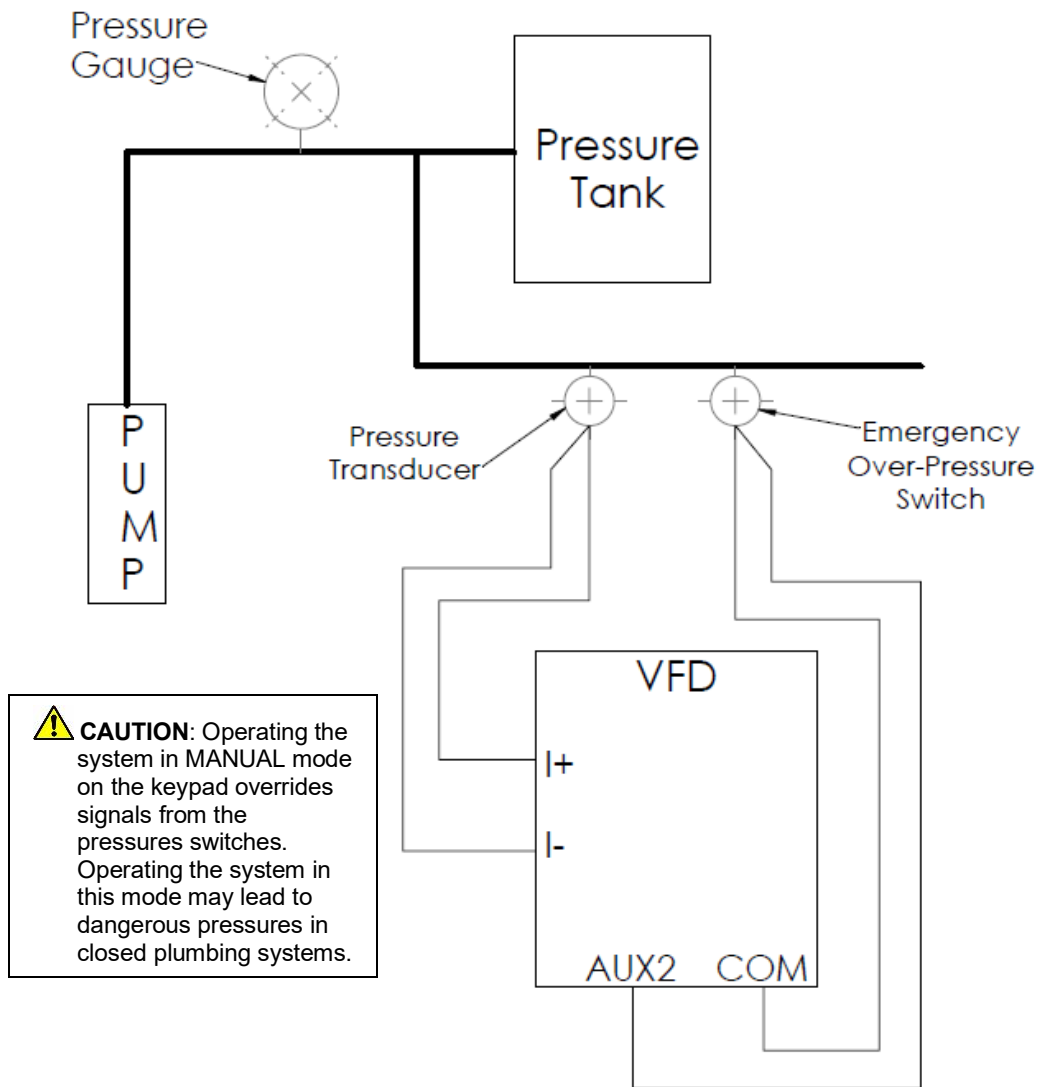 Pressure
Gauge
Pressure
Tank
P
U
M
P
Pressure
Transducer
Emergency
Over-Pressure
Switch
VFD
I+
I-
AUX2 COM
CAUTION: Operating the
system in MANUAL mode
on the keypad overrides
signals from the
pressures switches.
Operating the system in
this mode may lead to
dangerous pressures in
closed plumbing systems.